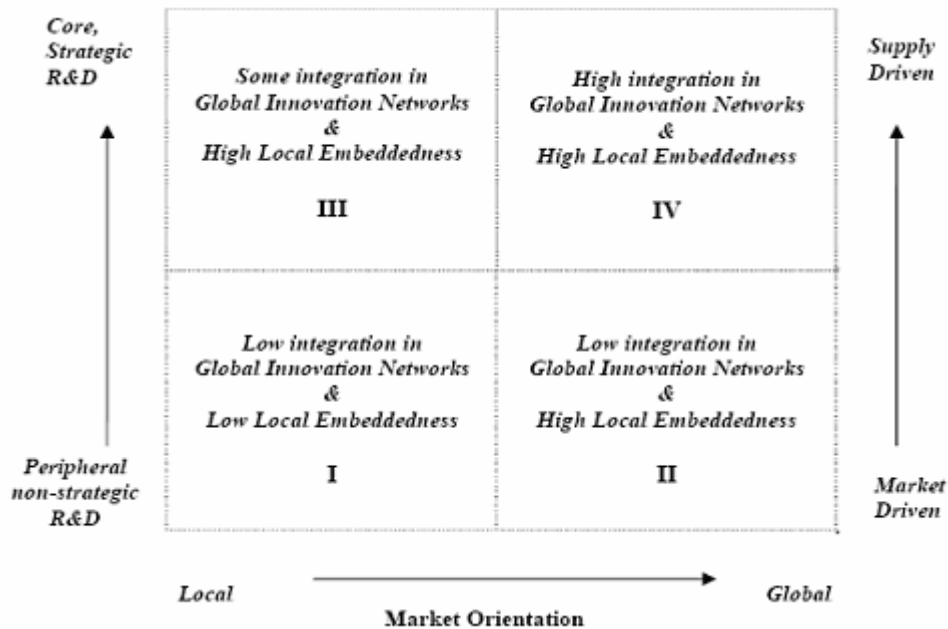 Core,
Strategic
R&D
Supply
Driven
Some integration in
Global Innovation Networks
&
High Local Embeddedness
III
High integration in
Global Innovation Networks
&
High Local Embeddedness
IV
Low integration in
Global Innovation Networks
&
Low Local Embeddedness
I
Low integration in
Global Innovation Networks
&
High Local Embeddedness
II
Peripheral
non-strategic
R&D
Market
Driven
Local
Global
Market Orientation